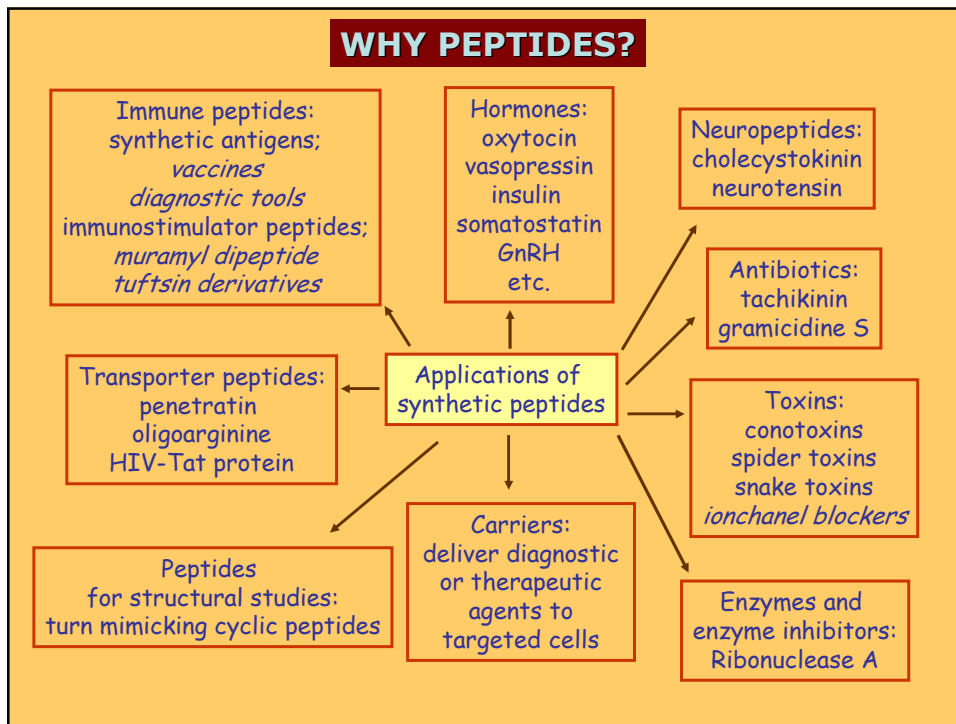 WHY PEPTIDES?
Immune peptides:
synthetic antigens;
vaccines
diagnostic tools
immunostimulator peptides;
muramyl dipeptide
tuftsin derivatives
Hormones:
oxytocin
vasopressin
insulin
somatostatin
GnRH
etc.
Neuropeptides:
cholecystokinin
neurotensin
Antibiotics:
tachikinin
gramicidine S
Transporter peptides:
penetratin
oligoarginine
HIV-Tat protein
Applications of
synthetic peptides
Toxins:
conotoxins
spider toxins
snake toxins
ionchanel blockers
Peptides
for structural studies:
turn mimicking cyclic peptides
Carriers:
deliver diagnostic
or therapeutic
agents to
targeted cells
Enzymes and
enzyme inhibitors:
Ribonuclease A